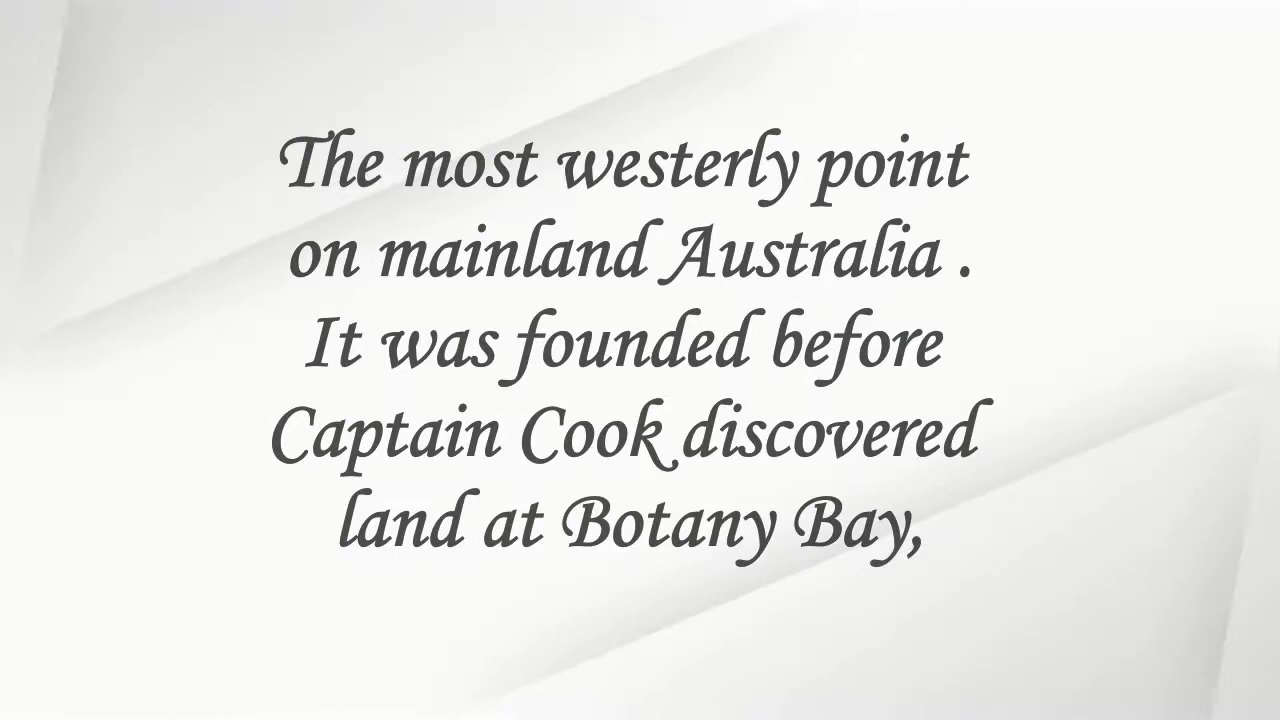 The most westerly point
on mainland Australia .
It was founded before
Captain Cook discovered
land at Botany Bay,